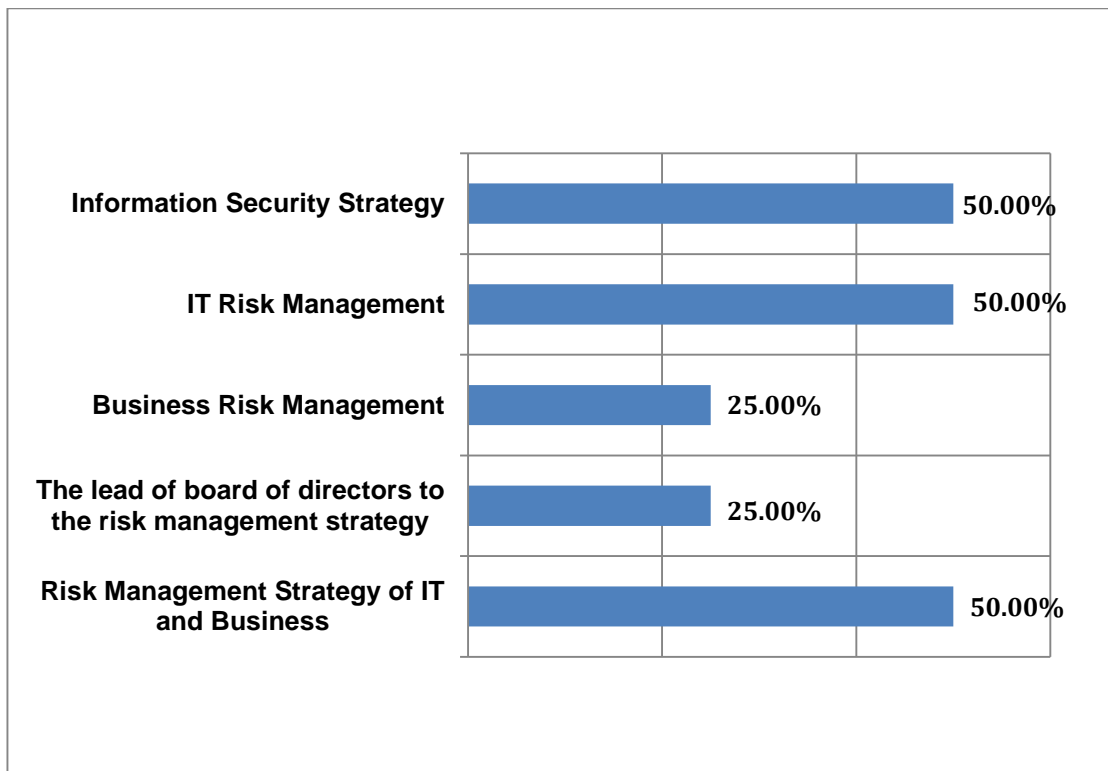 Information Security Strategy
50.00%
IT Risk Management
50.00%
Business Risk Management
25.00%
The lead of board of directors to
the risk management strategy
25.00%
Risk Management Strategy of IT
and Business
50.00%